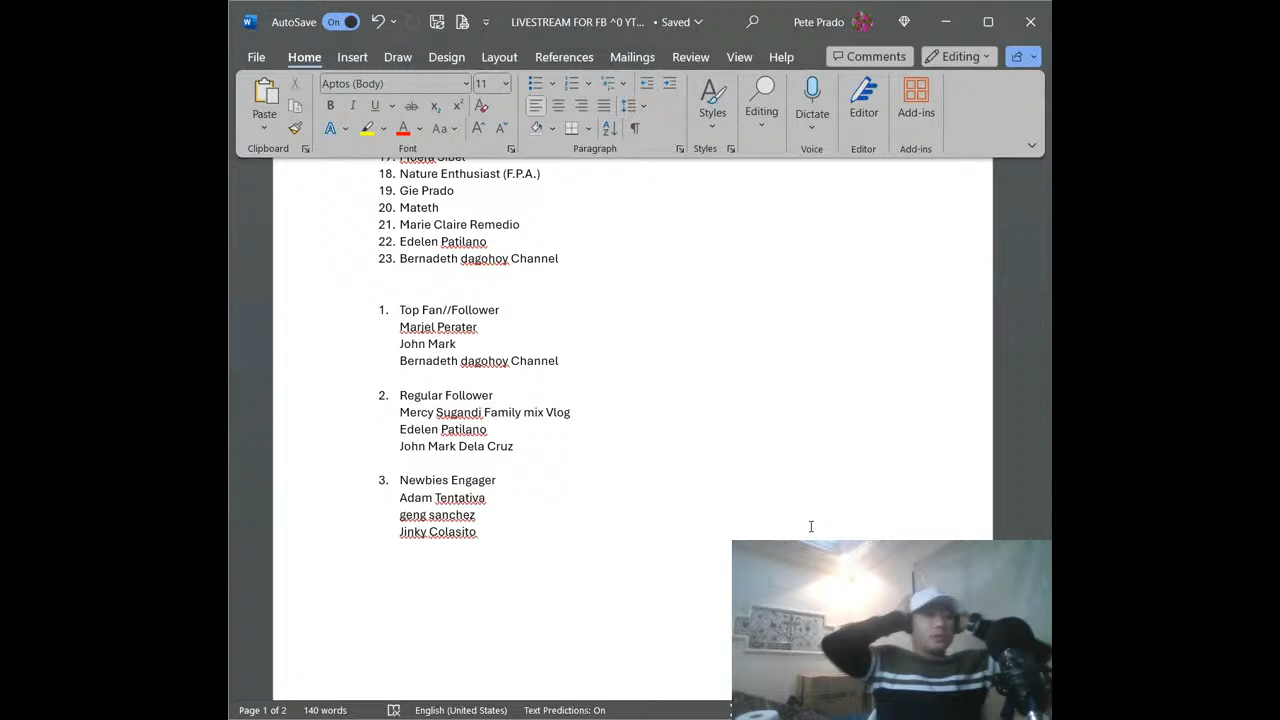 AutoSave
On
LIVESTREAM FOR FB ^0 YT... • Saved
Pete Prado
File Home Insert Draw Design Layout References Mailings Review View Help
Comments
Editing
Paste
Aptos (Body)
11
Styles
Editing
Dictate
Editor
Add-ins
Clipboard
Font
Paragraph
Styles
Voice
Editor
Add-ins
18. Nature Enthusiast (F.P.A.)
19. Gie Prado
20. Mateth
21. Marie Claire Remedio
22. Edelen Patilano
23. Bernadeth dagohoy Channel
1. Top Fan//Follower
Marjel Perater
John Mark
Bernadeth dagohoy Channel
2. Regular Follower
Mercy Sugandi Family mix Vlog
Edelen Patilano
John Mark Dela Cruz
3. Newbies Engager
Adam Tentativa
geng sanchez
Jinky Colasito
Page 1 of 2
140 words
English (United States)
Text Predictions: On